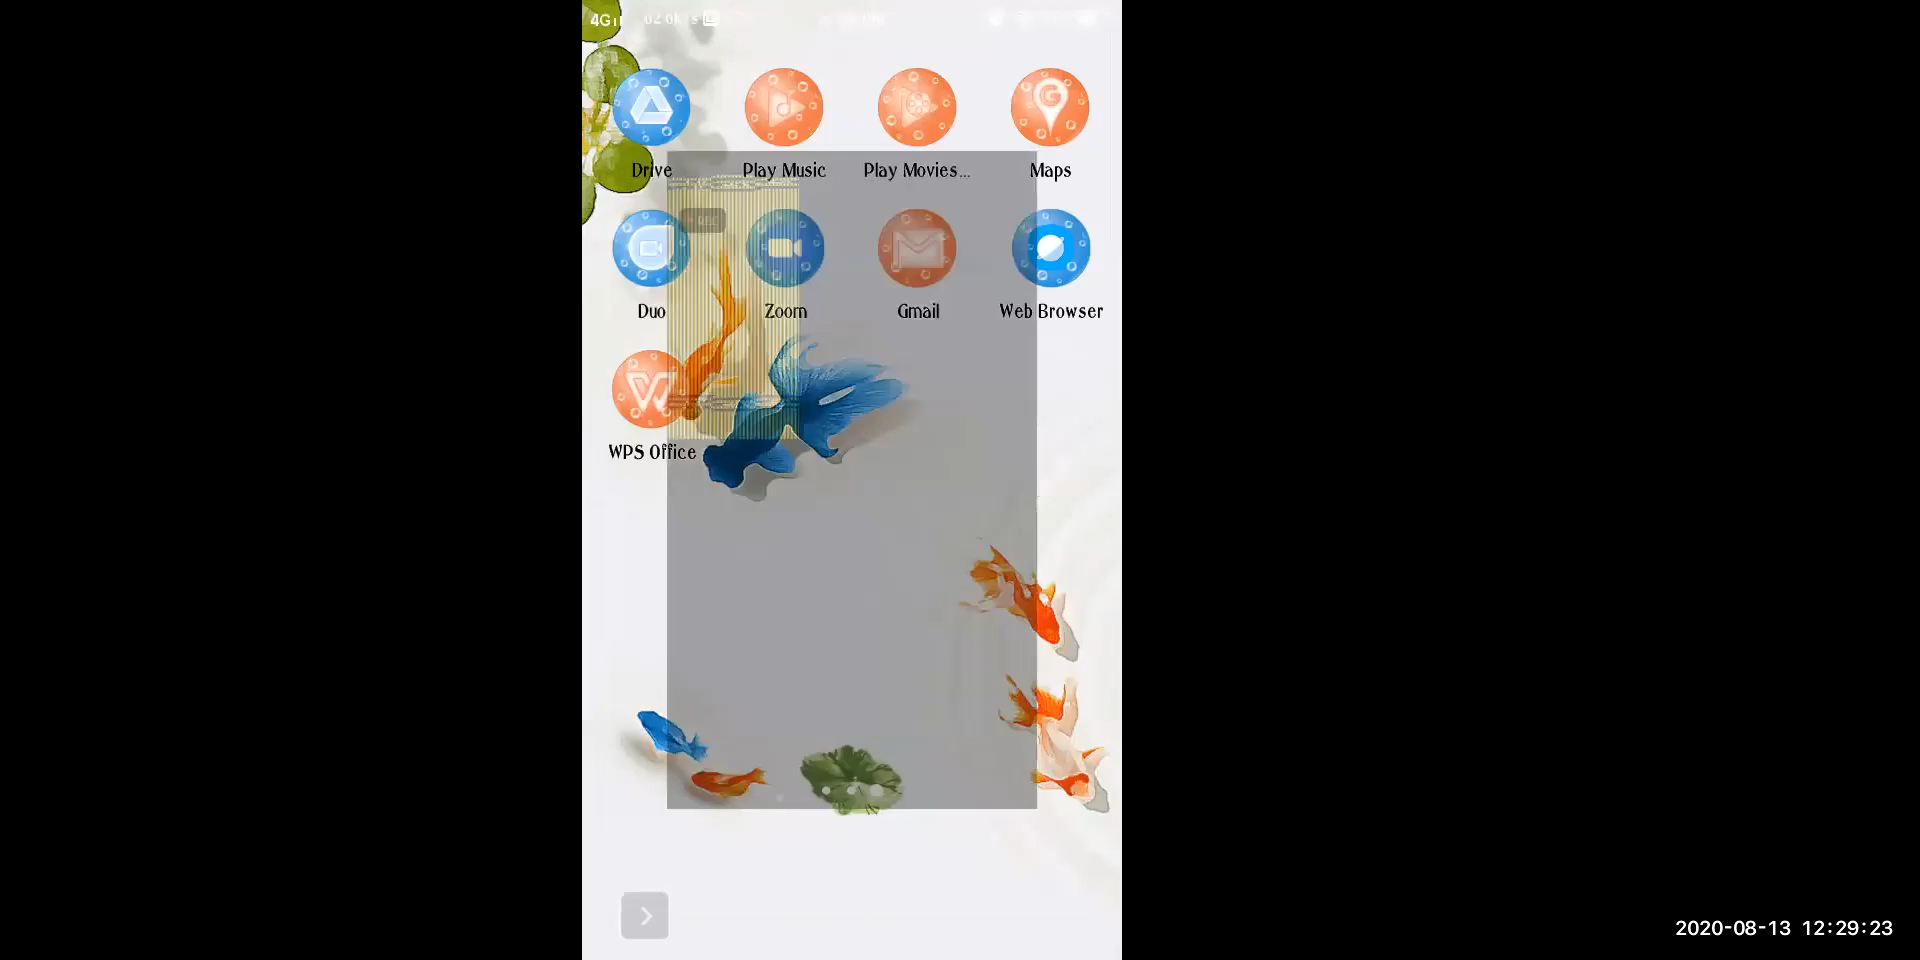 4G
Drive Play Music Play Movies... Maps
Duo Zoom Gmail Web Browser
WPS Office
2020-08-13 12:29:23